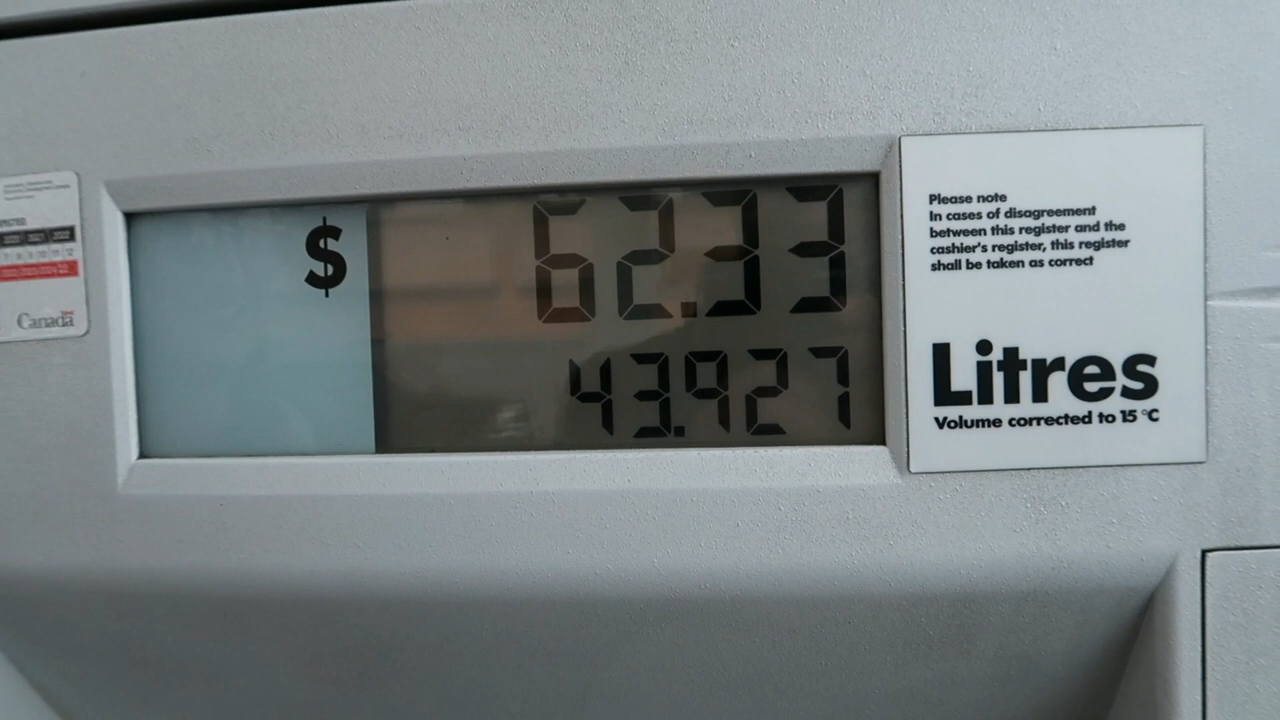 $ 62.33
43.927
Please note
In cases of disagreement
between this register and the
cashier's register, this register
shall be taken as correct
Litres
Volume corrected to 15 °C
Canada